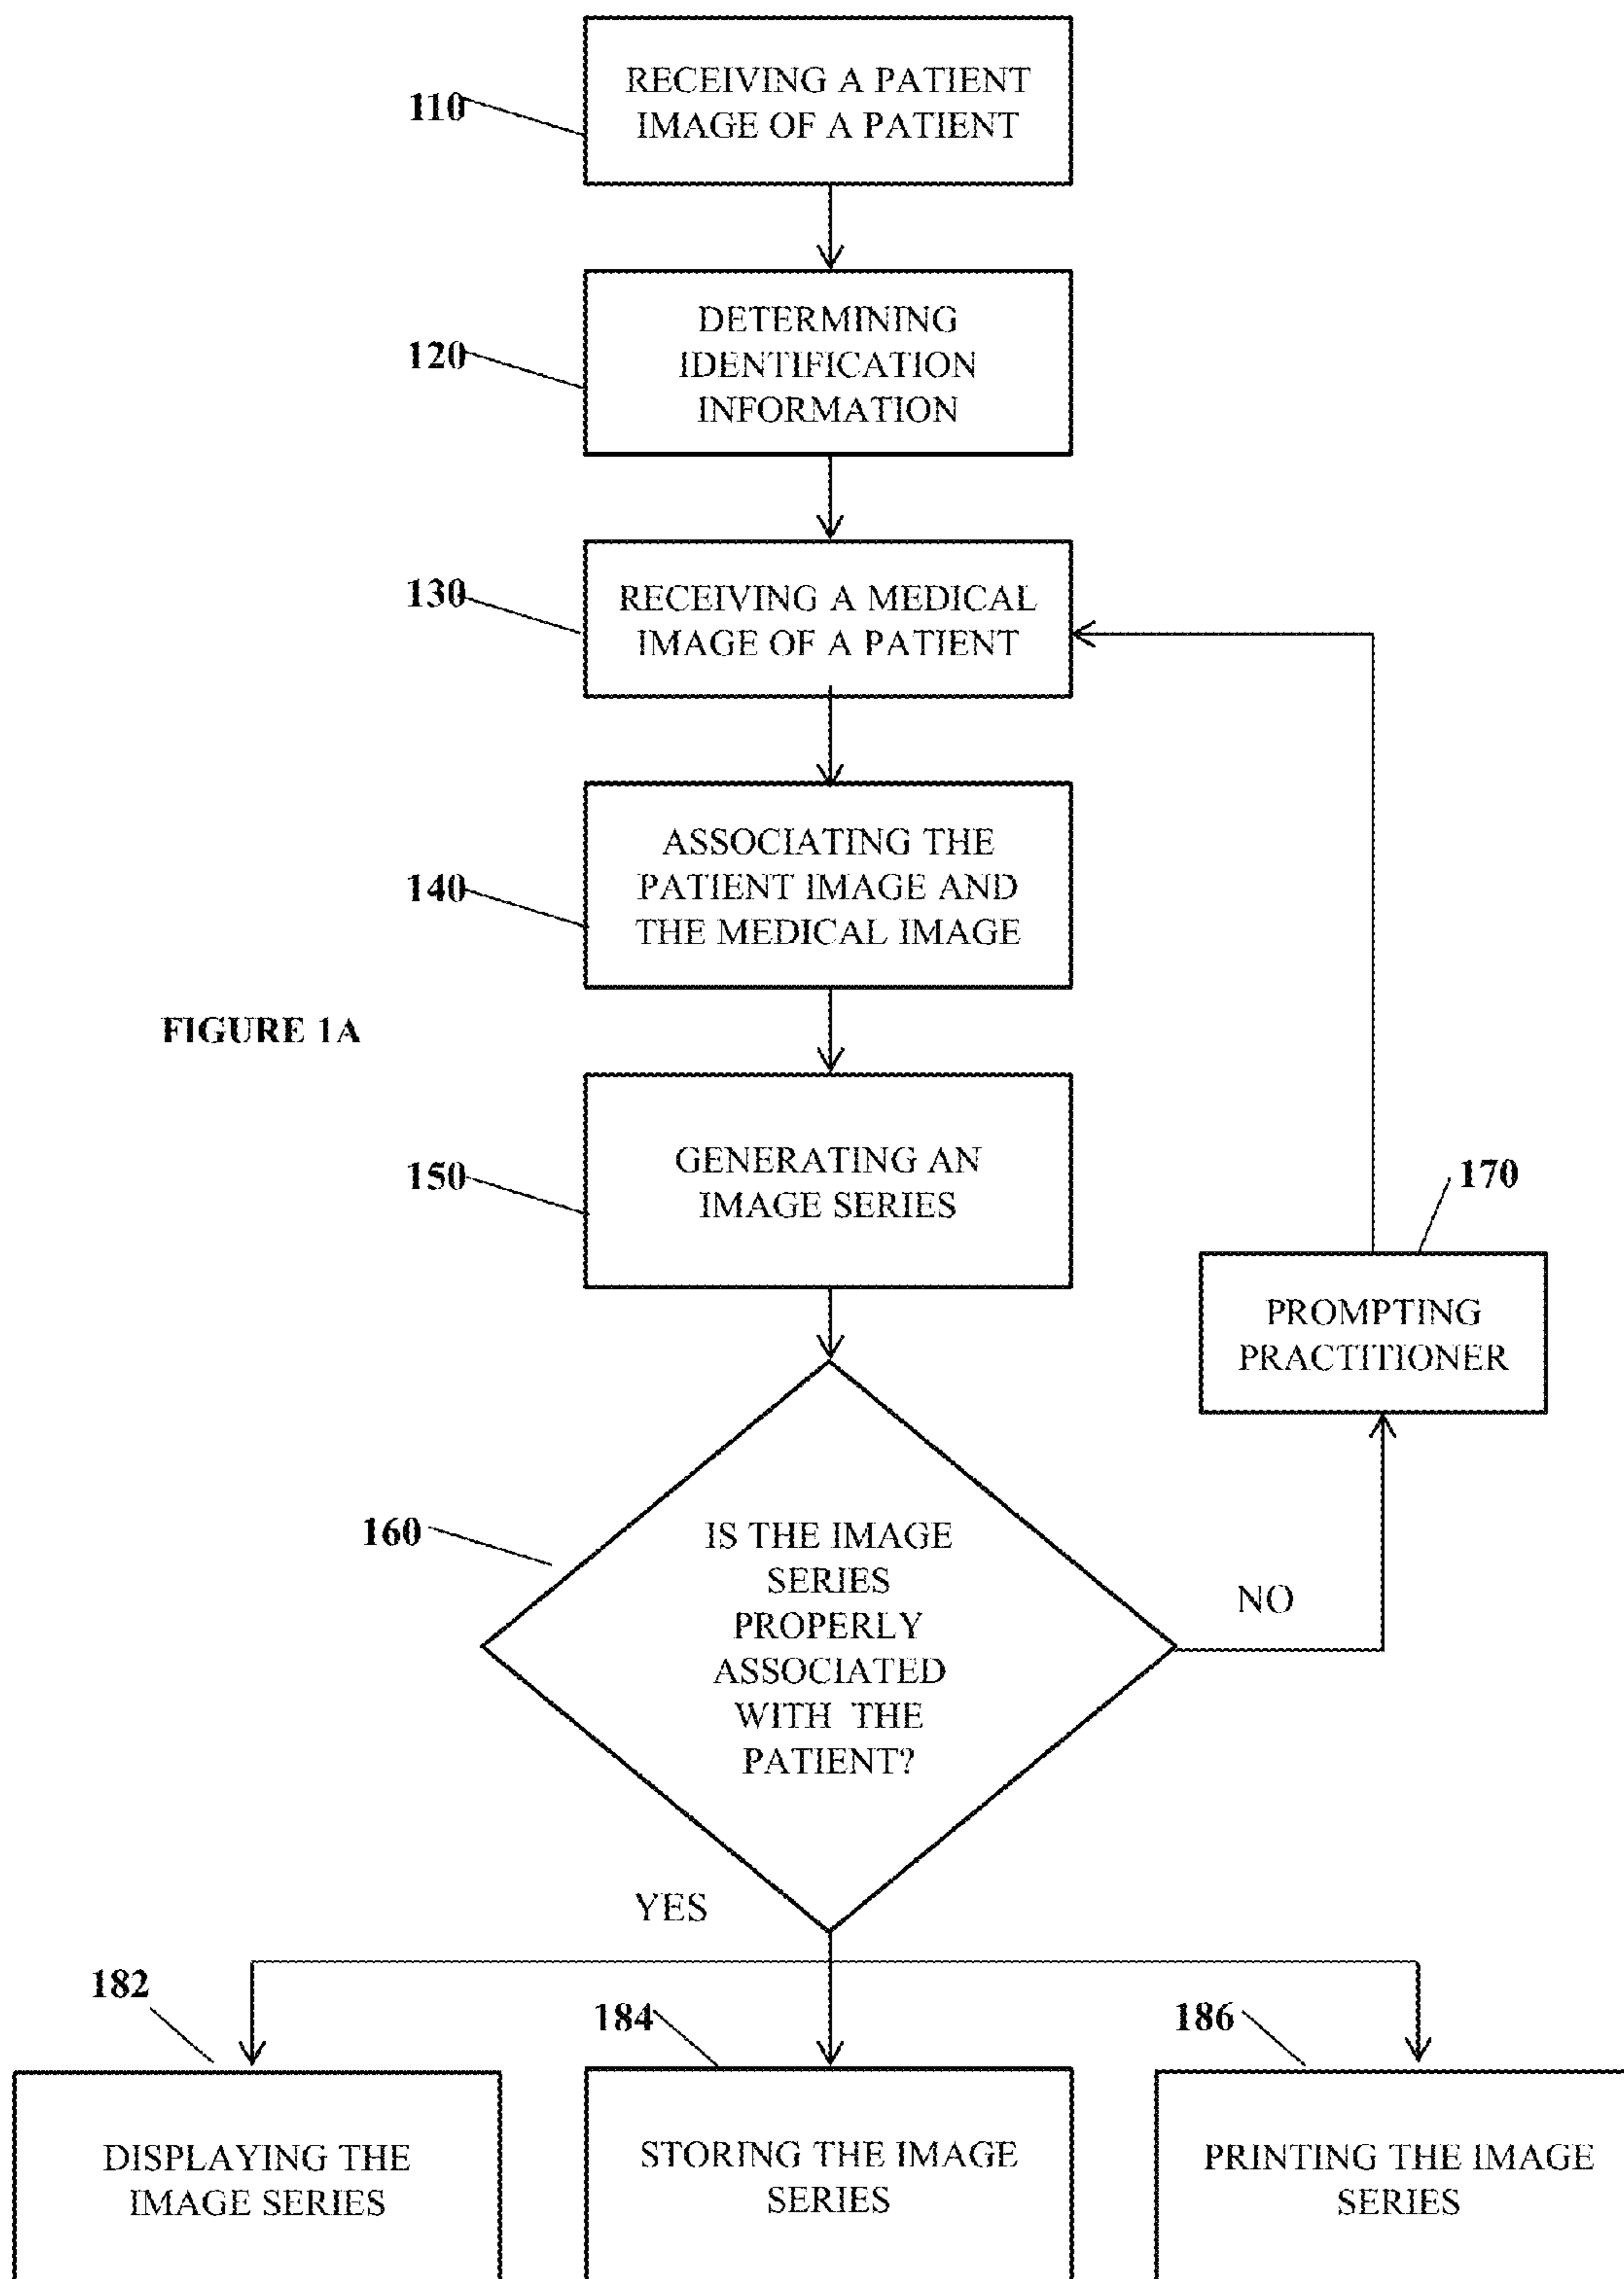 110
RECEIVING A PATIENT
IMAGE OF A PATIENT
120
DETERMINING
IDENTIFICATION
INFORMATION
130
RECEIVING A MEDICAL
IMAGE OF A PATIENT
140
ASSOCIATING THE
PATIENT IMAGE AND
THE MEDICAL IMAGE
FIGURE 1A
150
GENERATING AN
IMAGE SERIES
170
PROMPTING
PRACTITIONER
160
IS THE IMAGE
SERIES
PROPERLY
ASSOCIATED
WITH THE
PATIENT?
NO
YES
182
DISPLAYING THE
IMAGE SERIES
184
STORING THE IMAGE
SERIES
186
PRINTING THE IMAGE
SERIES